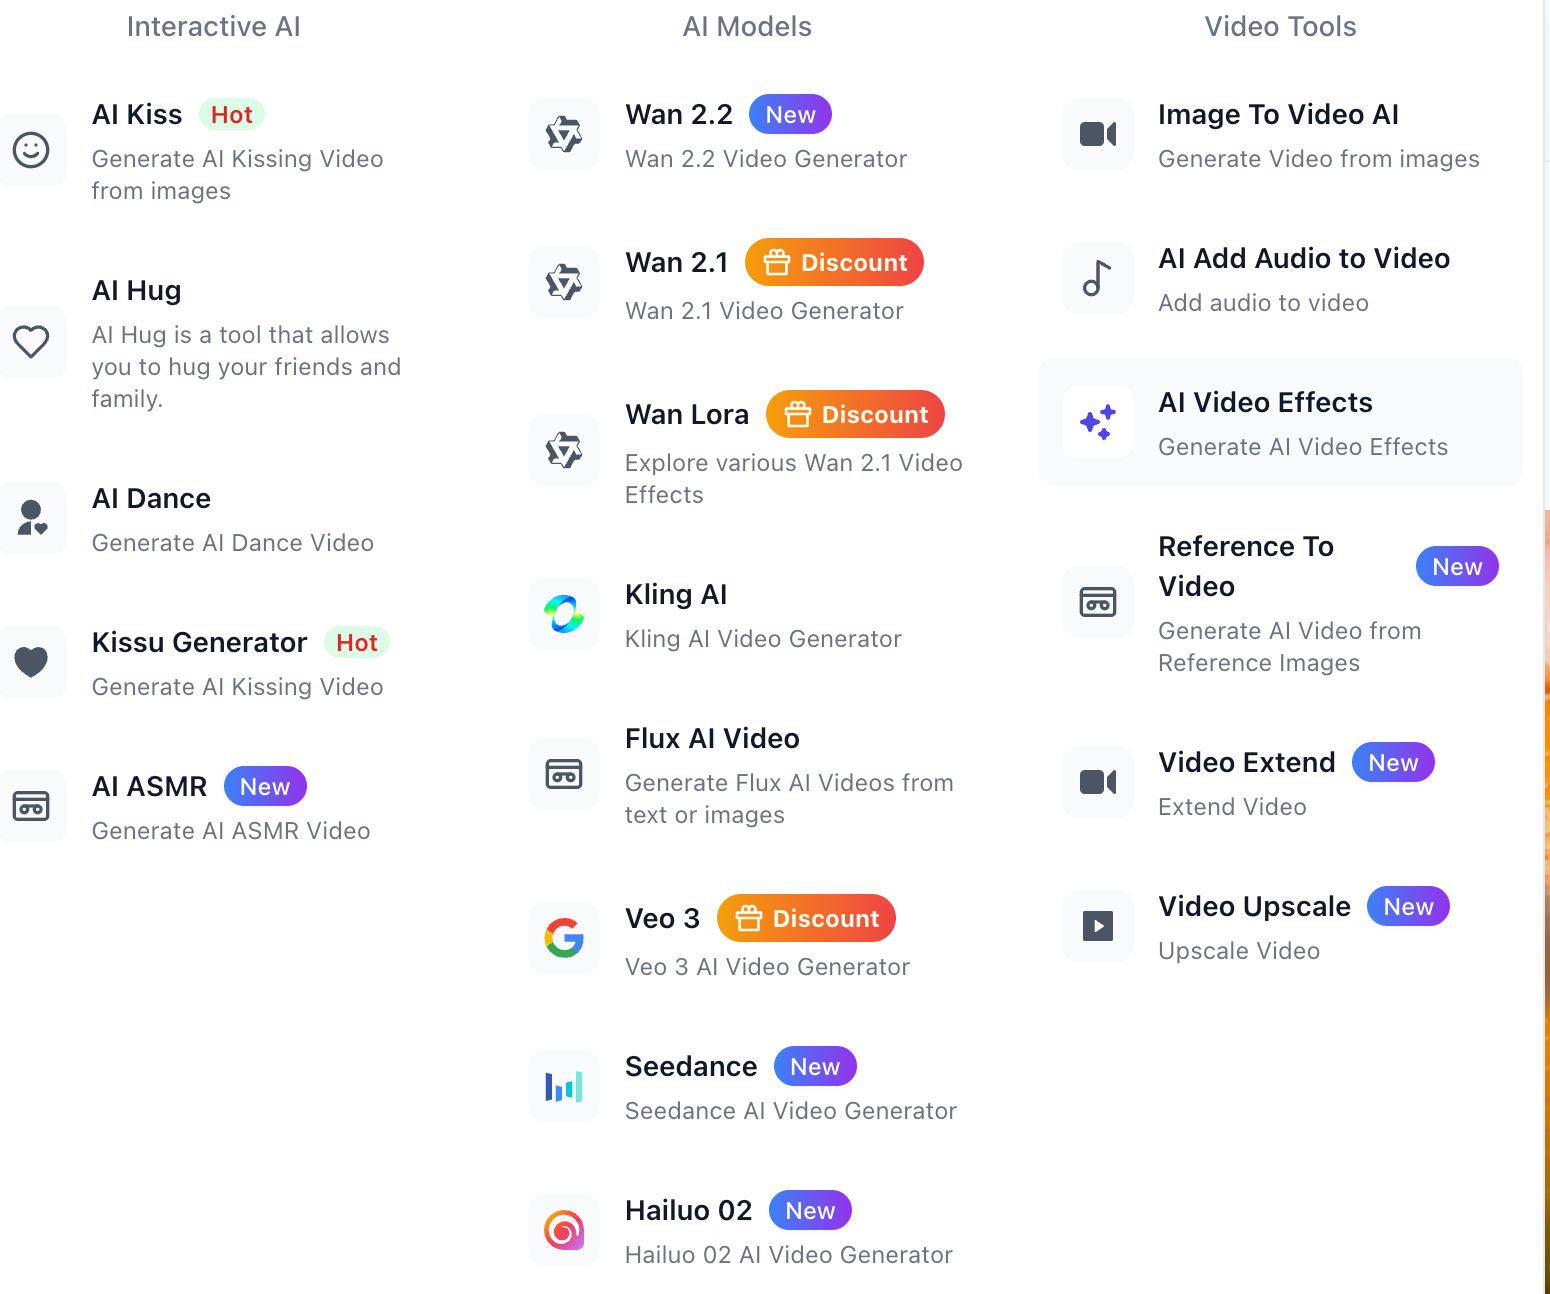 Interactive AI
AI Kiss Hot
Generate AI Kissing Video
from images
AI Hug
AI Hug is a tool that allows
you to hug your friends and
family.
AI Dance
Generate AI Dance Video
Kissu Generator Hot
Generate AI Kissing Video
AI ASMR New
Generate AI ASMR Video
AI Models
Wan 2.2 New
Wan 2.2 Video Generator
Wan 2.1 Discount
Wan 2.1 Video Generator
Wan Lora Discount
Explore various Wan 2.1 Video
Effects
Kling AI
Kling AI Video Generator
Flux AI Video
Generate Flux AI Videos from
text or images
Veo 3 Discount
Veo 3 AI Video Generator
Seedance New
Seedance AI Video Generator
Hailuo 02 New
Hailuo 02 AI Video Generator
Video Tools
Image To Video AI
Generate Video from images
AI Add Audio to Video
Add audio to video
AI Video Effects
Generate AI Video Effects
Reference To
Video
New
Generate AI Video from
Reference Images
Video Extend New
Extend Video
Video Upscale New
Upscale Video